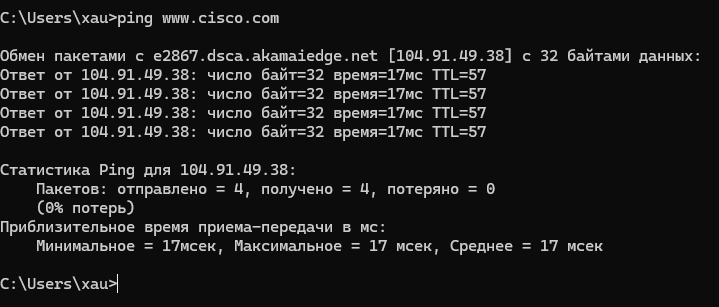 C:\Users\xau>ping www.cisco.com
Обмен пакетами с e2867.dsca.akamaiedge.net [104.91.49.38] с 32 байтами данных:
Ответ от 104.91.49.38: число байт=32 время=17мс TTL=57
Ответ от 104.91.49.38: число байт=32 время=17мс TTL=57
Ответ от 104.91.49.38: число байт=32 время=17мс TTL=57
Ответ от 104.91.49.38: число байт=32 время=17мс TTL=57
Статистика Ping для 104.91.49.38:
    Пакетов: отправлено = 4, получено = 4, потеряно = 0
    (0% потерь)
Приблизительное время приема-передачи в мс:
    Минимальное = 17мсек, Максимальное = 17 мсек, Среднее = 17 мсек
C:\Users\xau>